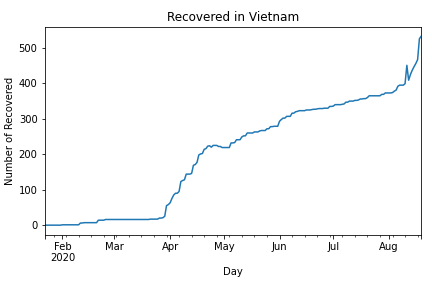 Recovered in Vietnam
Number of Recovered
500
400
300
200
100
0
Feb
2020
Mar
Apr
May
Jun
Jul
Aug
Day